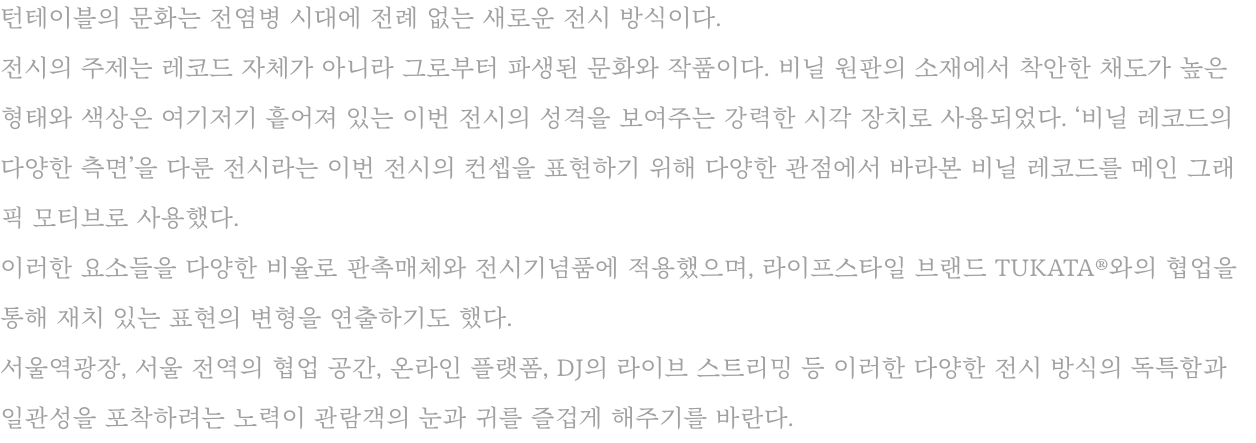 턴테이블의 문화는 전염병 시대에 전례 없는 새로운 전시 방식이다.
전시의 주제는 레코드 자체가 아니라 그로부터 파생된 문화와 작품이다. 비닐 원판의 소재에서 착안한 채도가 높은
형태와 색상은 여기저기 흩어져 있는 이번 전시의 성격을 보여주는 강력한 시각 장치로 사용되었다. ‘비닐 레코드의
다양한 측면’을 다룬 전시라는 이번 전시의 컨셉을 표현하기 위해 다양한 관점에서 바라본 비닐 레코드를 메인 그래
픽 모티브로 사용했다.
이러한 요소들을 다양한 비율로 판촉매체와 전시기념품에 적용했으며, 라이프스타일 브랜드 TUKATA®와의 협업을
통해 재치 있는 표현의 변형을 연출하기도 했다.
서울역광장, 서울 전역의 협업 공간, 온라인 플랫폼, DJ의 라이브 스트리밍 등 이러한 다양한 전시 방식의 독특함과
일관성을 포착하려는 노력이 관람객의 눈과 귀를 즐겁게 해주기를 바란다.